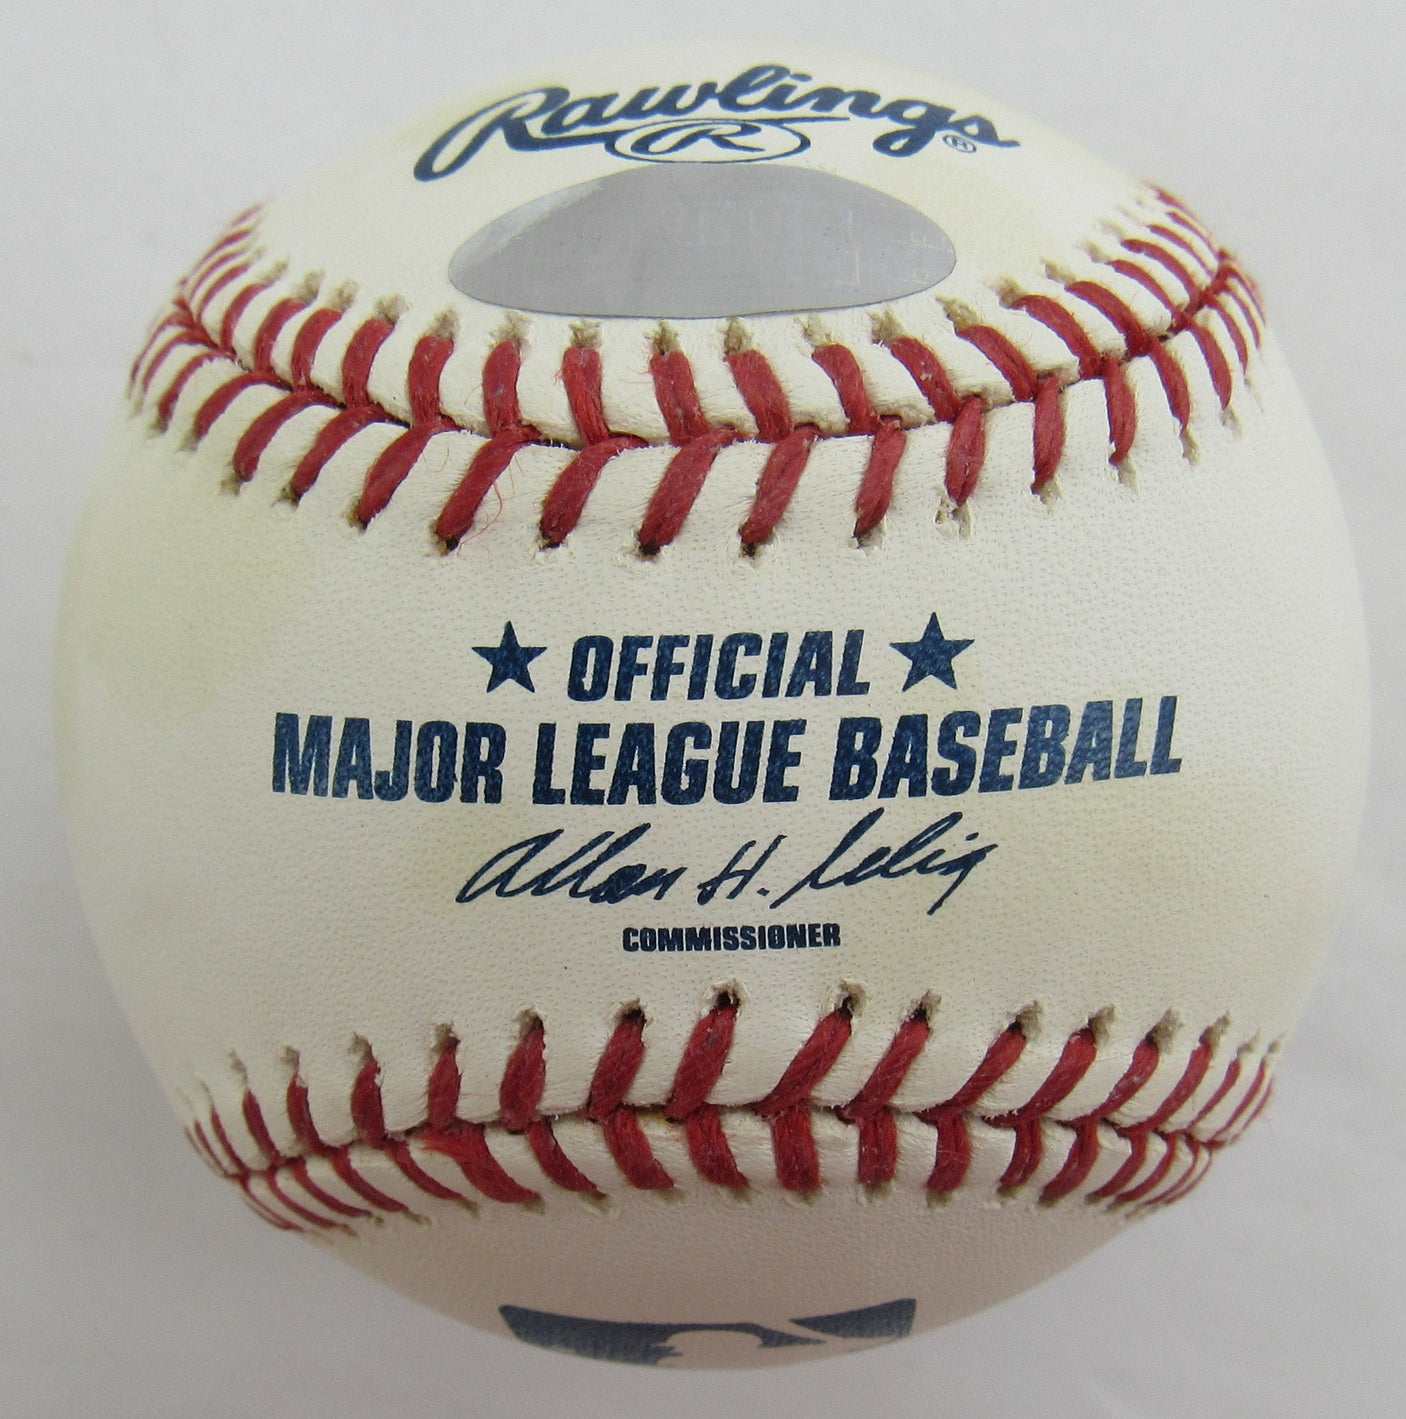 Rawlings ®
R
★ OFFICIAL ★
MAJOR LEAGUE BASEBALL
Allan H. Selig
COMMISSIONER